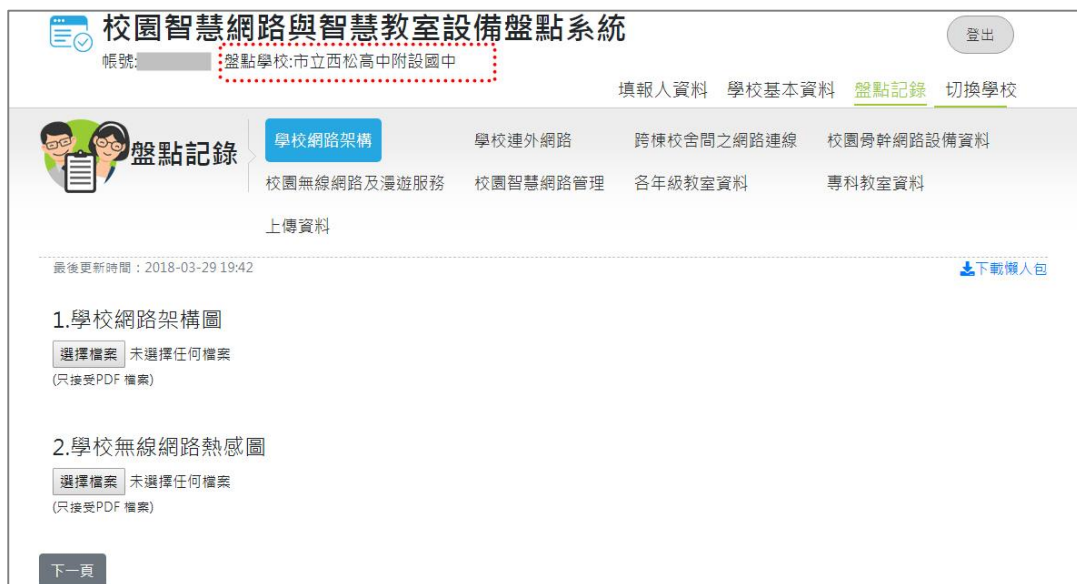 校園智慧網路與智慧教室設備盤點系統
登出
帳號: 盤點學校:市立西松高中附設國中
填報人資料 學校基本資料 盤點記錄 切換學校
盤點記錄
學校網路架構 學校連外網路 跨棟校舍間之網路連線 校園骨幹網路設備資料
校園無線網路及漫遊服務 校園智慧網路管理 各年級教室資料 專科教室資料
上傳資料
最後更新時間：2018-03-29 19:42
下載懶人包
1.學校網路架構圖
選擇檔案 未選擇任何檔案
(只接受PDF 檔案)
2.學校無線網路熱感圖
選擇檔案 未選擇任何檔案
(只接受PDF 檔案)
下一頁